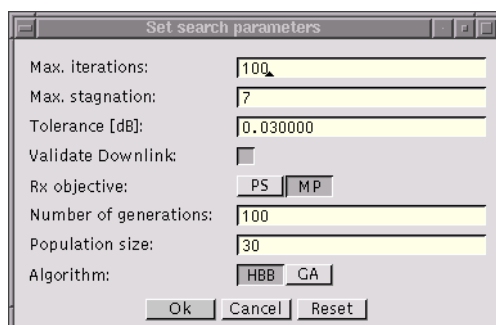 Set search parameters
Max. iterations: 100
Max. stagnation: 7
Tolerance [dB]: 0.030000
Validate Downlink:
Rx objective: PS MP
Number of generations: 100
Population size: 30
Algorithm: HBB GA
Ok Cancel Reset